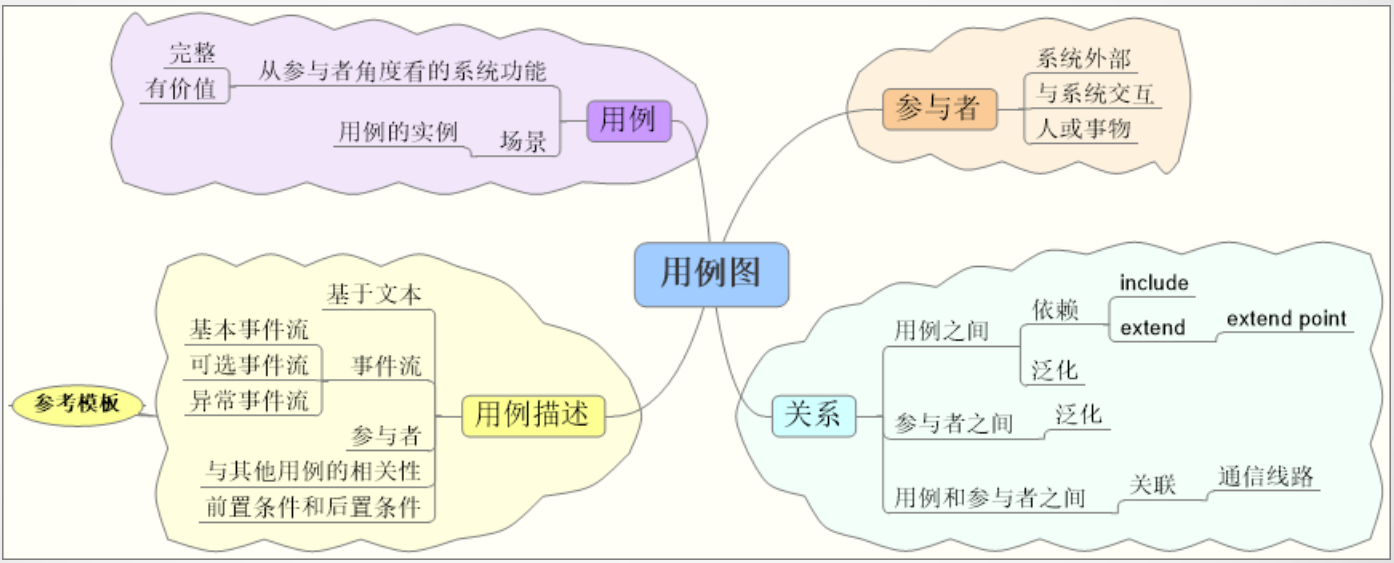 用例图
用例
从参与者角度看的系统功能
完整
有价值
场景
用例的实例
参与者
系统外部
与系统交互
人或事物
用例描述
基于文本
事件流
基本事件流
可选事件流
异常事件流
参与者
与其他用例的相关性
前置条件和后置条件
参考模板
关系
用例之间
依赖
include
extend
extend point
泛化
参与者之间
泛化
用例和参与者之间
关联
通信线路